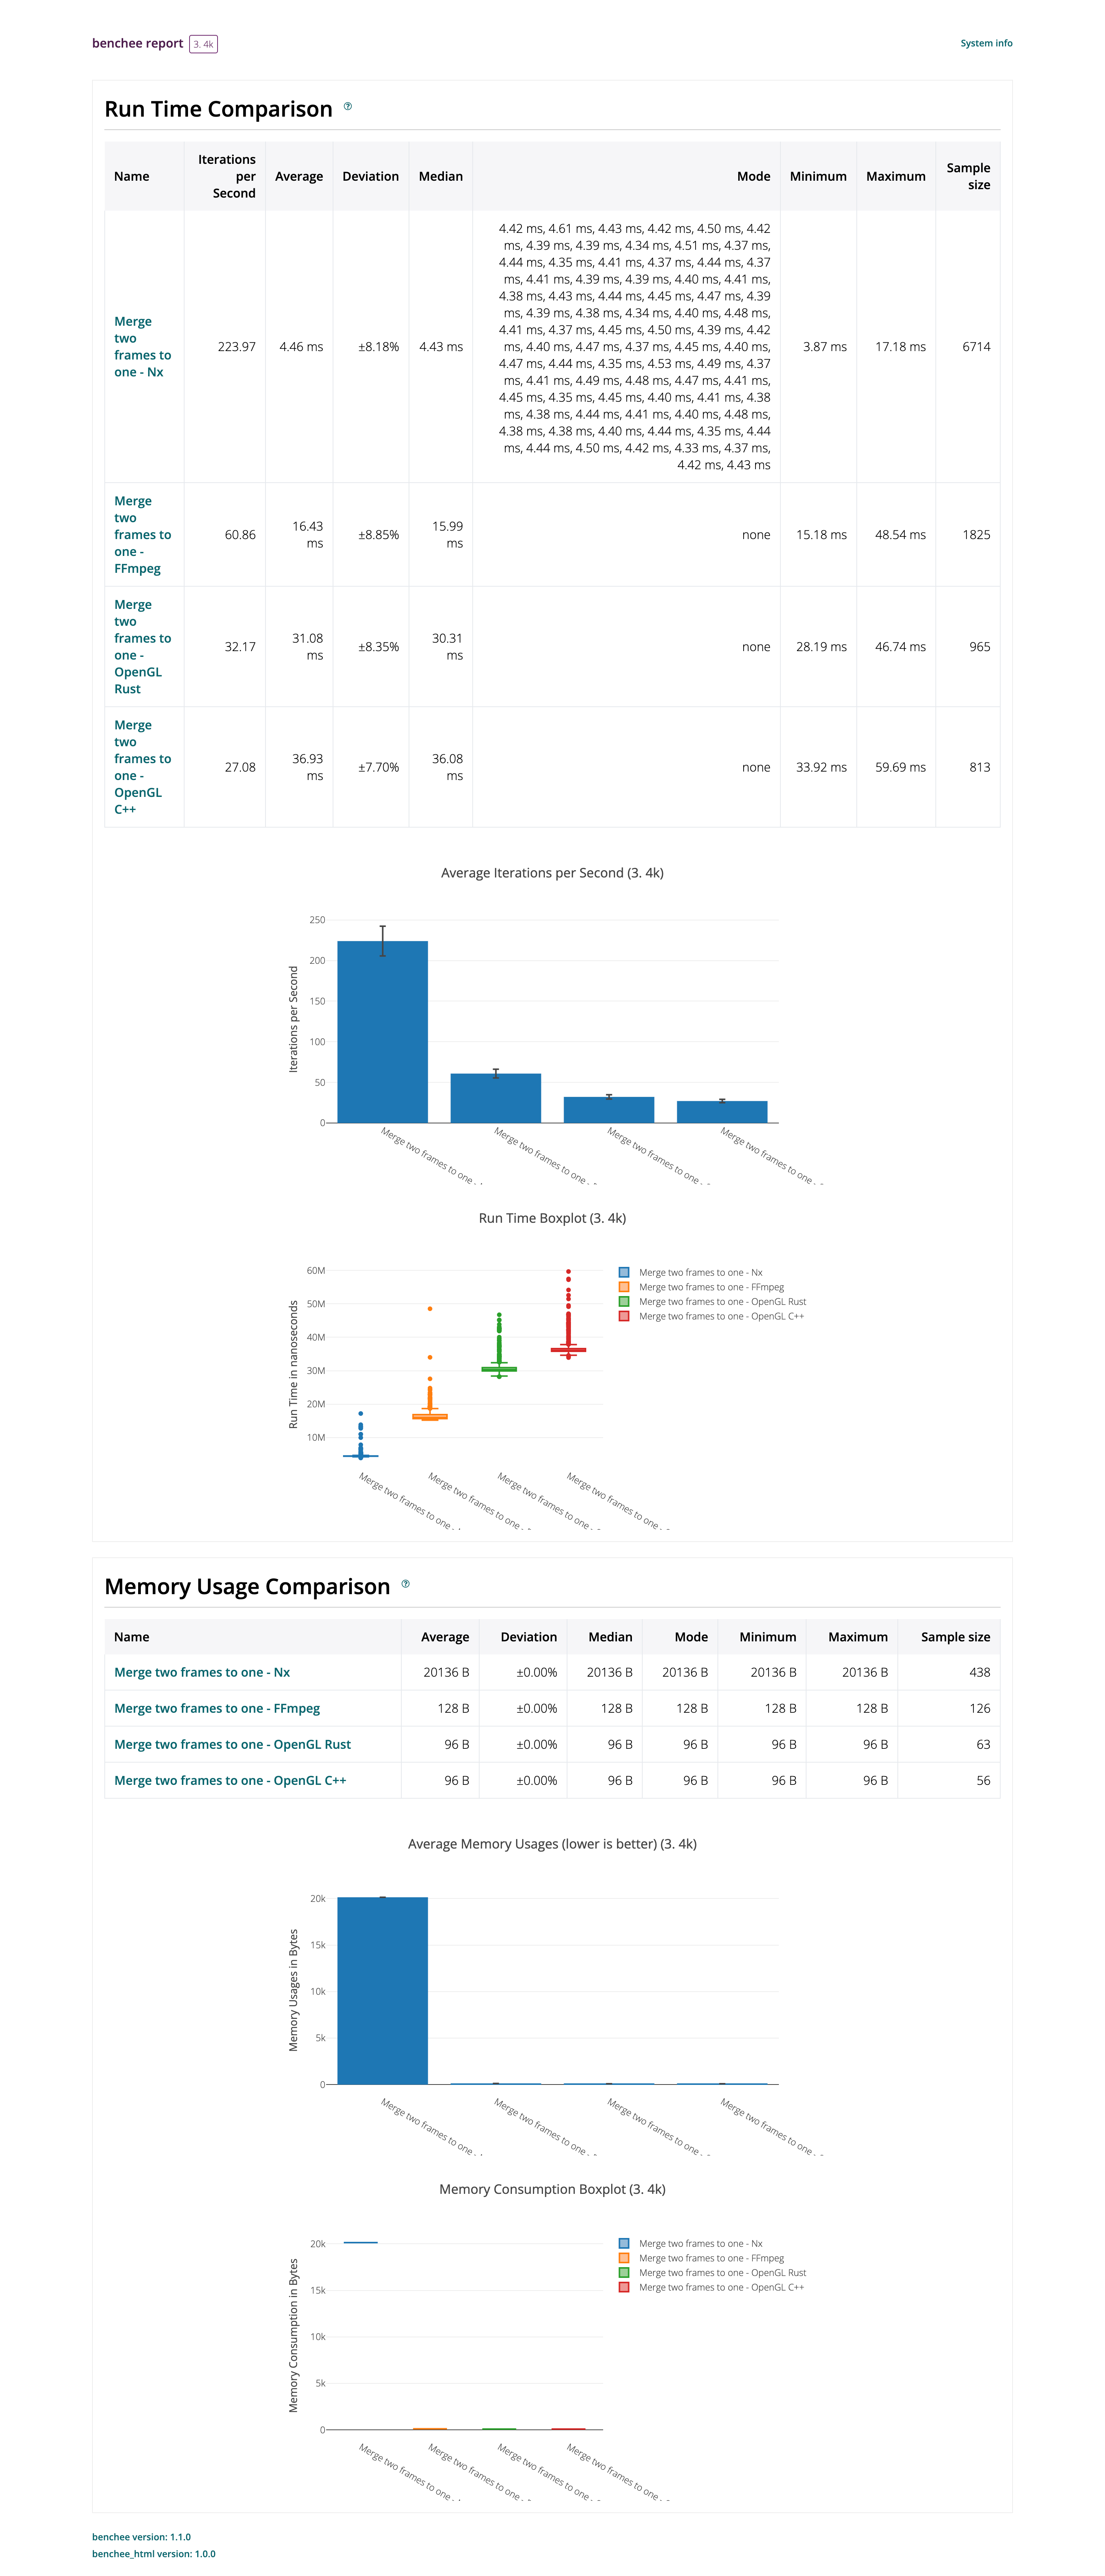 benchee report 3. 4k
System info
Run Time Comparison ?
Name Iterations per Second Average Deviation Median Mode Minimum Maximum Sample size
4.42 ms, 4.61 ms, 4.43 ms, 4.42 ms, 4.50 ms, 4.42
ms, 4.39 ms, 4.39 ms, 4.34 ms, 4.51 ms, 4.37 ms,
4.44 ms, 4.35 ms, 4.41 ms, 4.37 ms, 4.44 ms, 4.37
ms, 4.41 ms, 4.39 ms, 4.39 ms, 4.40 ms, 4.41 ms,
4.38 ms, 4.43 ms, 4.44 ms, 4.45 ms, 4.47 ms, 4.39
ms, 4.39 ms, 4.38 ms, 4.34 ms, 4.40 ms, 4.48 ms,
4.41 ms, 4.37 ms, 4.45 ms, 4.50 ms, 4.39 ms, 4.42
Merge two frames to one - Nx 223.97 4.46 ms ±8.18% 4.43 ms ms, 4.40 ms, 4.47 ms, 4.37 ms, 4.45 ms, 4.40 ms, 3.87 ms 17.18 ms 6714
4.47 ms, 4.44 ms, 4.35 ms, 4.53 ms, 4.49 ms, 4.37
ms, 4.41 ms, 4.49 ms, 4.48 ms, 4.47 ms, 4.41 ms,
4.45 ms, 4.35 ms, 4.45 ms, 4.40 ms, 4.41 ms, 4.38
ms, 4.38 ms, 4.44 ms, 4.41 ms, 4.40 ms, 4.48 ms,
4.38 ms, 4.38 ms, 4.40 ms, 4.44 ms, 4.35 ms, 4.44
ms, 4.44 ms, 4.50 ms, 4.42 ms, 4.33 ms, 4.37 ms,
4.42 ms, 4.43 ms
Merge two frames to one - FFmpeg 60.86 16.43 ms ±8.85% 15.99 ms none 15.18 ms 48.54 ms 1825
Merge two frames to one - OpenGL Rust 32.17 31.08 ms ±8.35% 30.31 ms none 28.19 ms 46.74 ms 965
Merge two frames to one - OpenGL C++ 27.08 36.93 ms ±7.70% 36.08 ms none 33.92 ms 59.69 ms 813
Average Iterations per Second (3. 4k)
Iterations per Second
250
200
150
100
50
0
Merge two frames to one
Merge two frames to one
Merge two frames to one
Merge two frames to one
Run Time Boxplot (3. 4k)
Run Time in nanoseconds
60M
50M
40M
30M
20M
10M
Merge two frames to one - Nx
Merge two frames to one - FFmpeg
Merge two frames to one - OpenGL Rust
Merge two frames to one - OpenGL C++
Merge two frames to one
Merge two frames to one
Merge two frames to one
Merge two frames to one
Memory Usage Comparison ?
Name Average Deviation Median Mode Minimum Maximum Sample size
Merge two frames to one - Nx 20136 B ±0.00% 20136 B 20136 B 20136 B 20136 B 438
Merge two frames to one - FFmpeg 128 B ±0.00% 128 B 128 B 128 B 128 B 126
Merge two frames to one - OpenGL Rust 96 B ±0.00% 96 B 96 B 96 B 96 B 63
Merge two frames to one - OpenGL C++ 96 B ±0.00% 96 B 96 B 96 B 96 B 56
Average Memory Usages (lower is better) (3. 4k)
Memory Usages in Bytes
20k
15k
10k
5k
0
Merge two frames to one
Merge two frames to one
Merge two frames to one
Merge two frames to one
Memory Consumption Boxplot (3. 4k)
Memory Consumption in Bytes
20k
15k
10k
5k
0
Merge two frames to one - Nx
Merge two frames to one - FFmpeg
Merge two frames to one - OpenGL Rust
Merge two frames to one - OpenGL C++
Merge two frames to one
Merge two frames to one
Merge two frames to one
Merge two frames to one
benchee version: 1.1.0
benchee_html version: 1.0.0